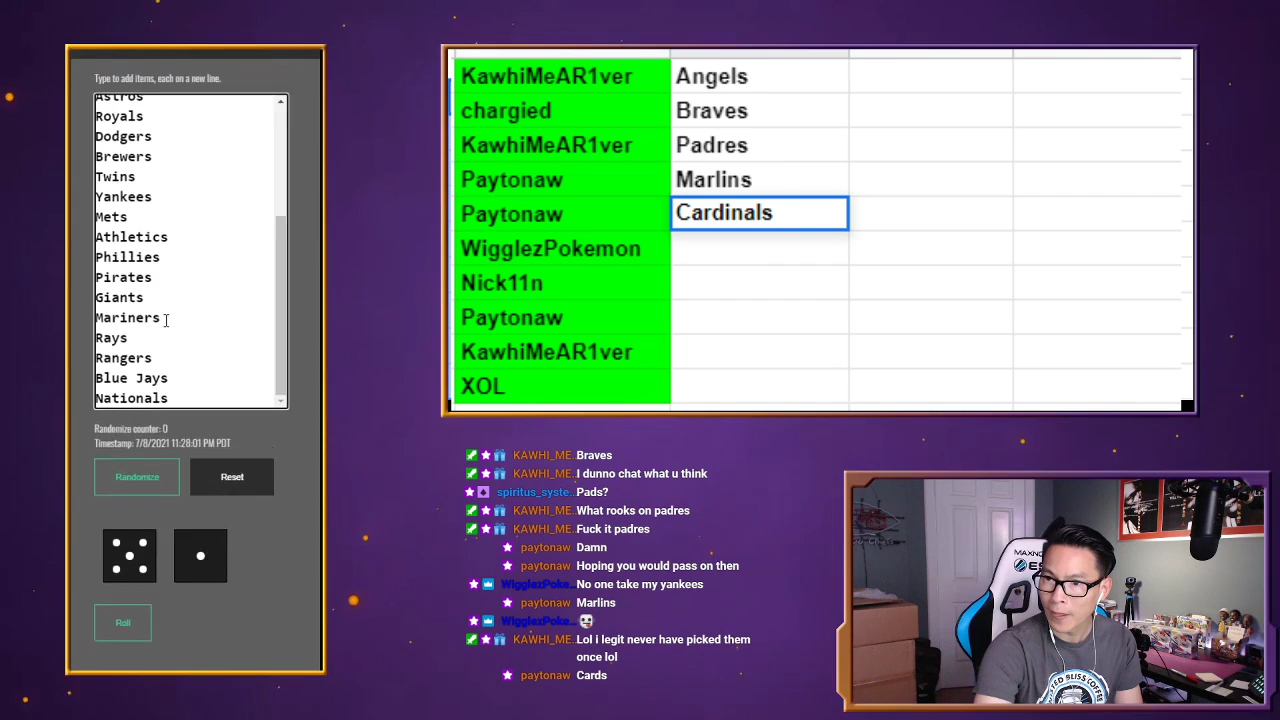 Type to add items, each on a new line.
Astros
Royals
Dodgers
Brewers
Twins
Yankees
Mets
Athletics
Phillies
Pirates
Giants
Mariners
Rays
Rangers
Blue Jays
Nationals
Randomize counter: 0
Timestamp: 7/8/2021 11:28:01 PM PDT
Randomize Reset
Roll
KawhiMeAR1ver Angels
chargied Braves
KawhiMeAR1ver Padres
Paytonaw Marlins
Paytonaw Cardinals
WigglezPokemon
Nick11n
Paytonaw
KawhiMeAR1ver
XOL
KAWHI_ME.. Braves
KAWHI_ME.. I dunno chat what u think
spiritus_syste.. Pads?
KAWHI_ME.. What rooks on padres
KAWHI_ME.. Fuck it padres
paytonaw Damn
paytonaw Hoping you would pass on then
WigglezPoke... No one take my yankees
paytonaw Marlins
WigglezPoke...
KAWHI_ME.. Lol i legit never have picked them
once lol
paytonaw Cards